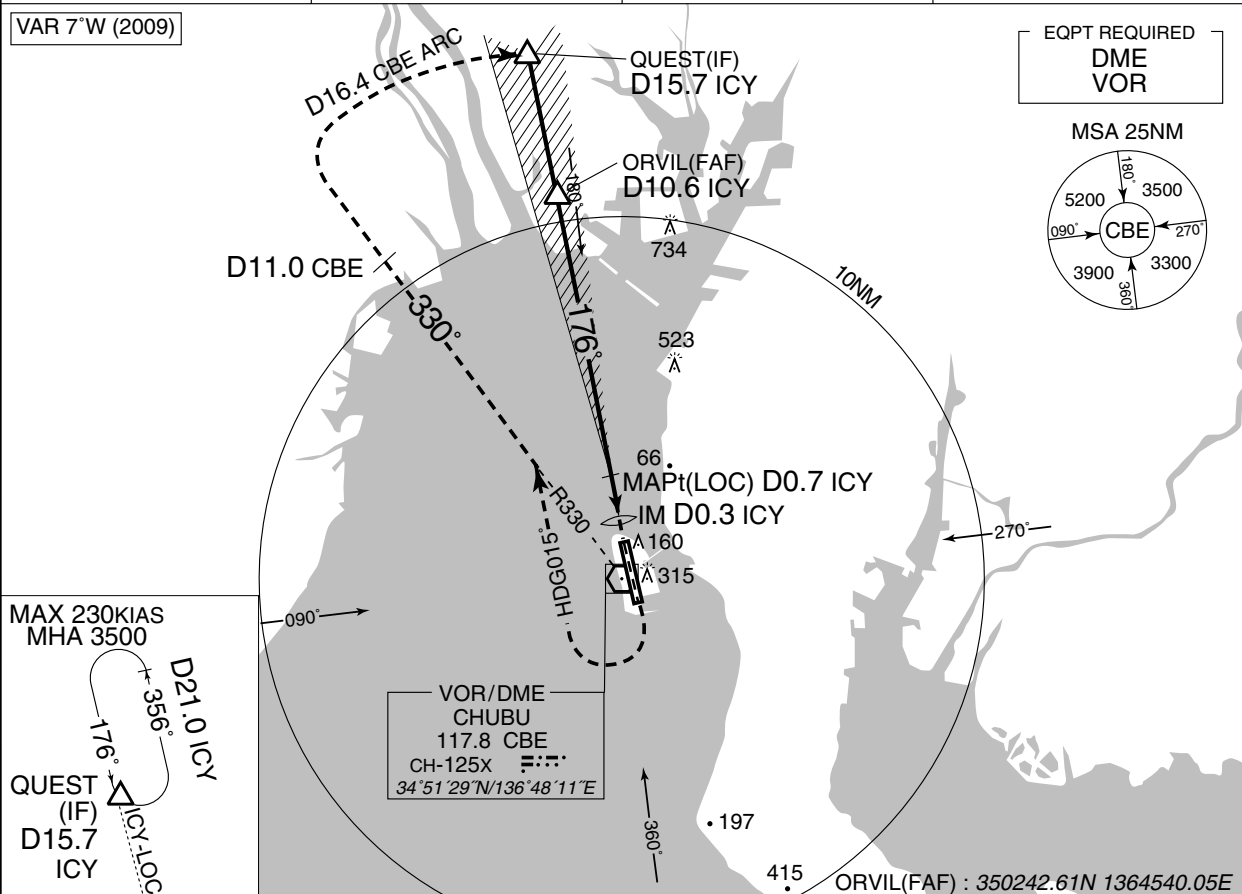 VAR 7°W (2009)
D16.4 CBE ARC
QUEST(IF)
D15.7 ICY
EQPT REQUIRED
DME
VOR
MSA 25NM
180°
5200
3500
090°
CBE
270°
3900
3300
360°
ORVIL(FAF)
D10.6 ICY
180°
734
D11.0 CBE
330°
10NM
176°
523
66
MAPt(LOC) D0.7 ICY
R330
IM D0.3 ICY
HDG015°
160
315
270°
090°
MAX 230KIAS
MHA 3500
D21.0 ICY
356°
176°
QUEST
(IF)
D15.7
ICY
ICY-LOC
VOR/DME
CHUBU
117.8 CBE
CH-125X
34°51´29˝N/136°48´11˝E
360°
197
415
ORVIL(FAF) : 350242.61N 1364540.05E